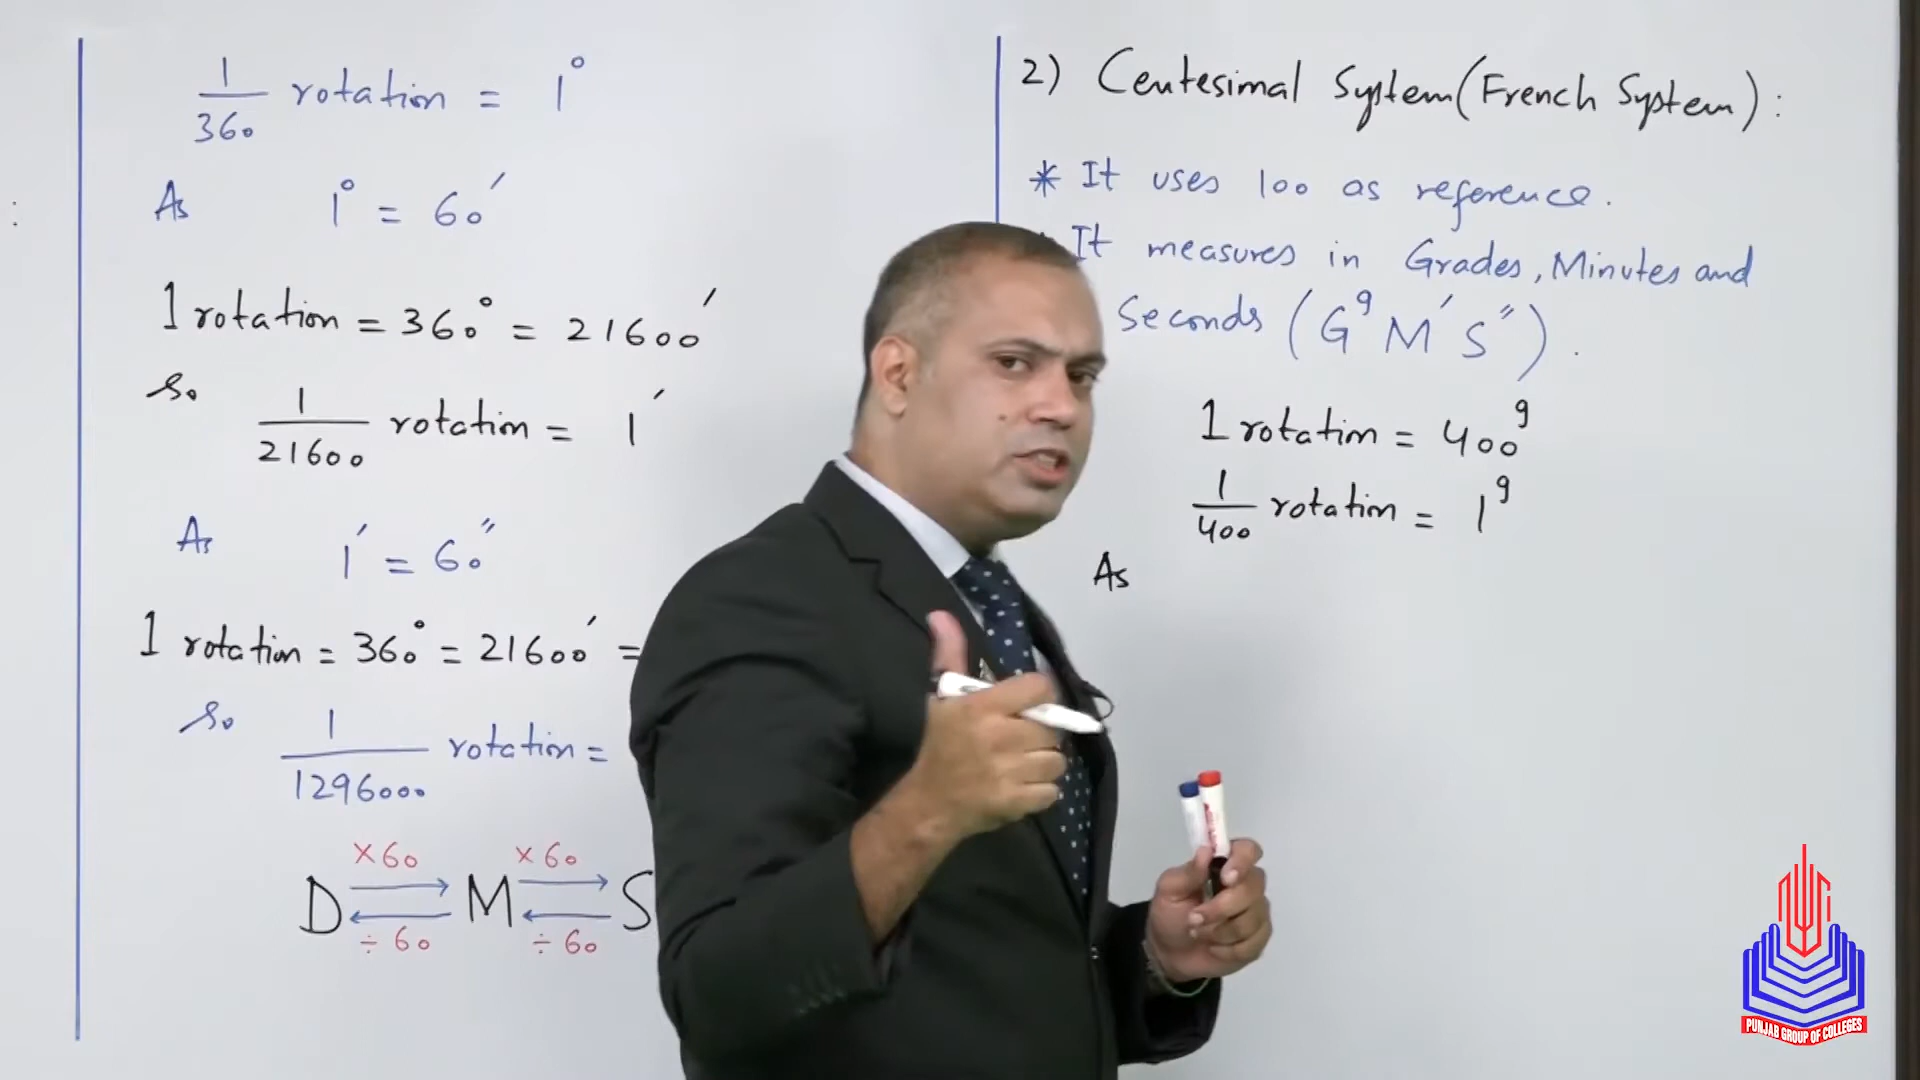 1/360 rotation = 1°
As 1° = 60′
1 rotation = 360° = 21600′
So 1/21600 rotation = 1′
As 1′ = 60″
1 rotation = 360° = 21600′ =
So 1/1296000 rotation =
×60 ×60
D M S
÷60 ÷60
2) Centesimal System (French System) :
* It uses 100 as reference.
It measures in Grades, Minutes and
Seconds (G^g M′ S″) .
1 rotation = 400^g
1/400 rotation = 1^g
As
PUNJAB GROUP OF COLLEGES